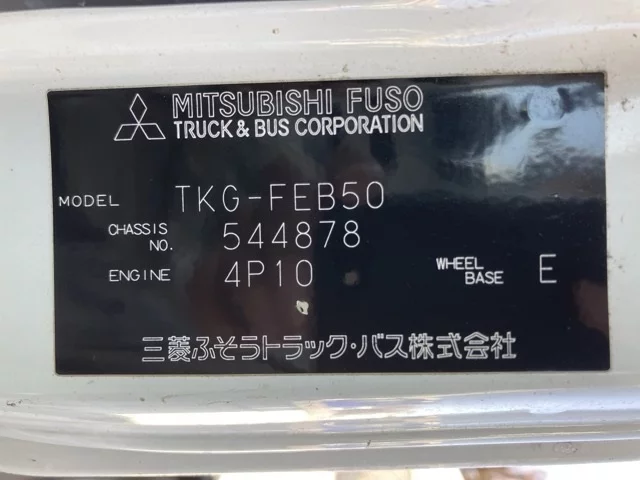 MITSUBISHI FUSO
TRUCK & BUS CORPORATION
MODEL TKG-FEB50
CHASSIS NO. 544878
ENGINE 4P10 WHEEL BASE E
三菱ふそうトラック・バス株式会社